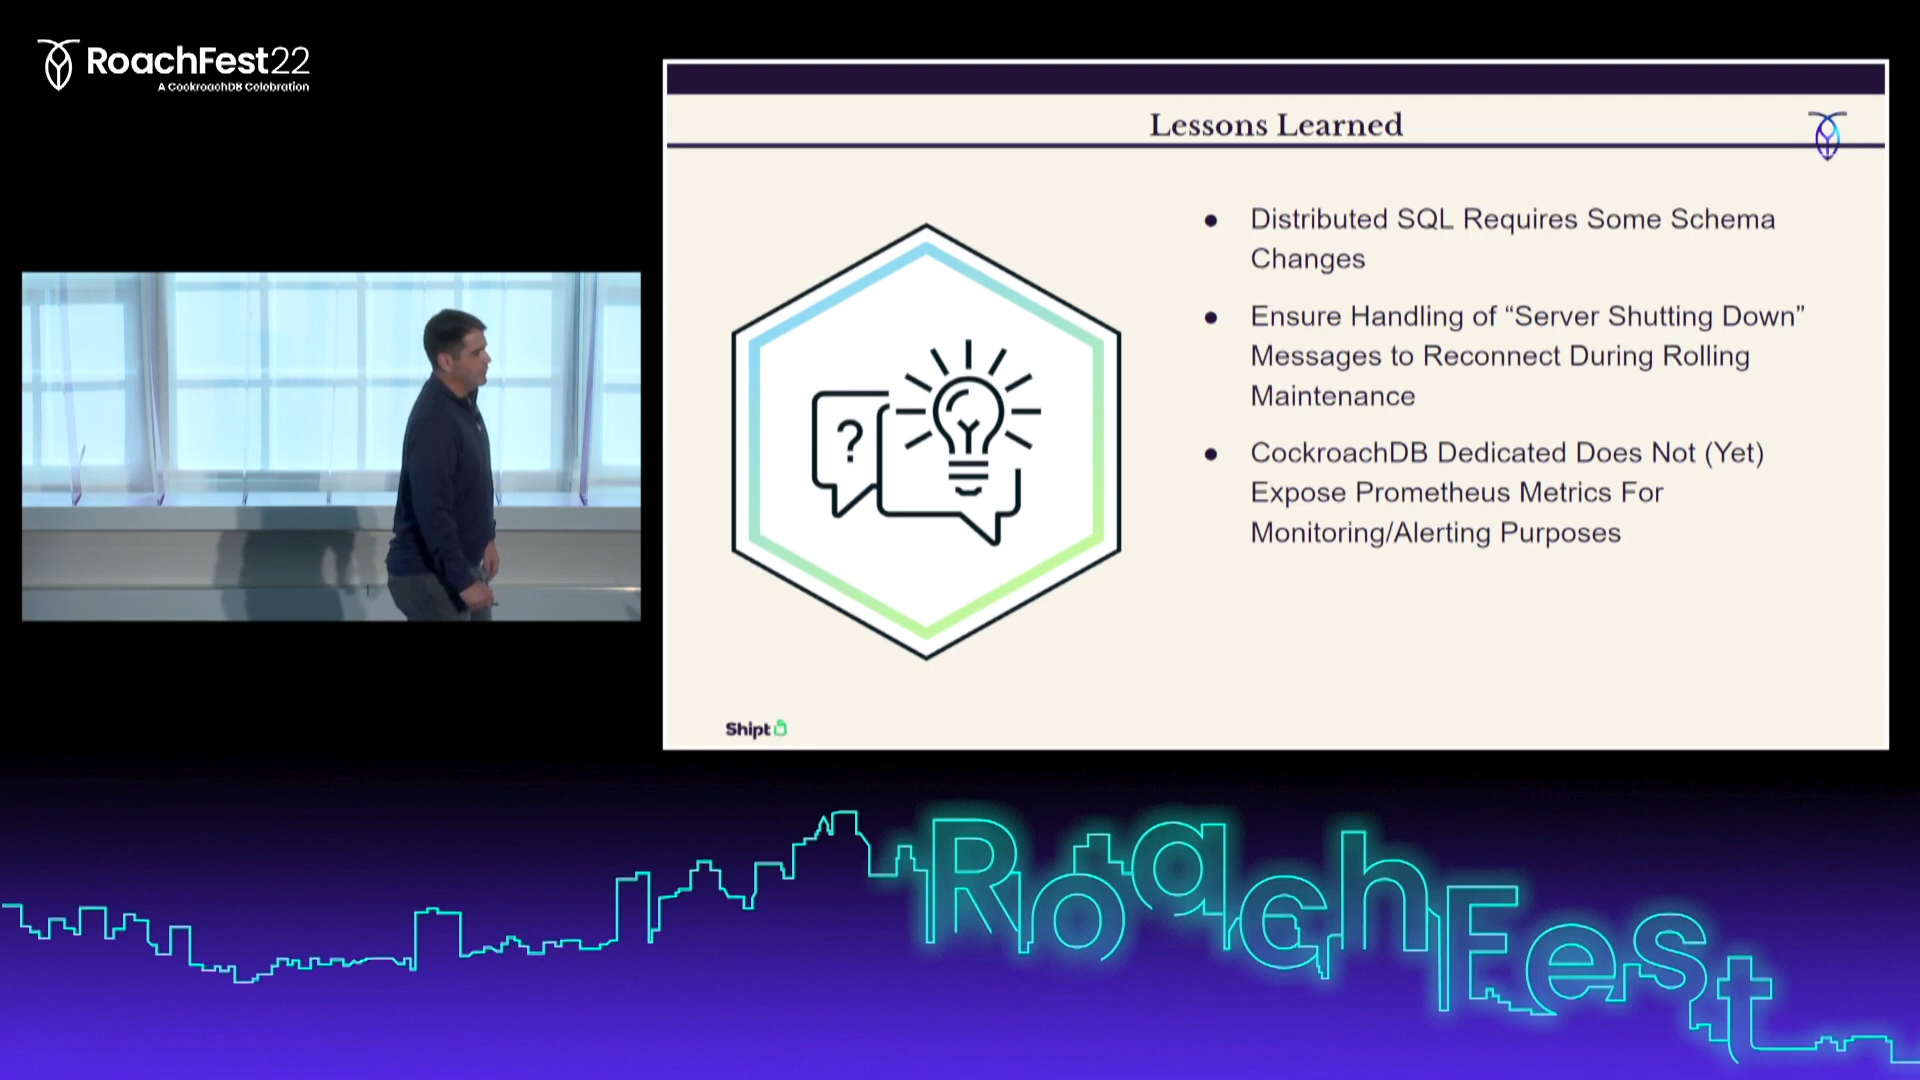 RoachFest22
A CockroachDB Celebration
Lessons Learned
● Distributed SQL Requires Some Schema
Changes
● Ensure Handling of “Server Shutting Down”
Messages to Reconnect During Rolling
Maintenance
● CockroachDB Dedicated Does Not (Yet)
Expose Prometheus Metrics For
Monitoring/Alerting Purposes
?
Shipt
RoachFest